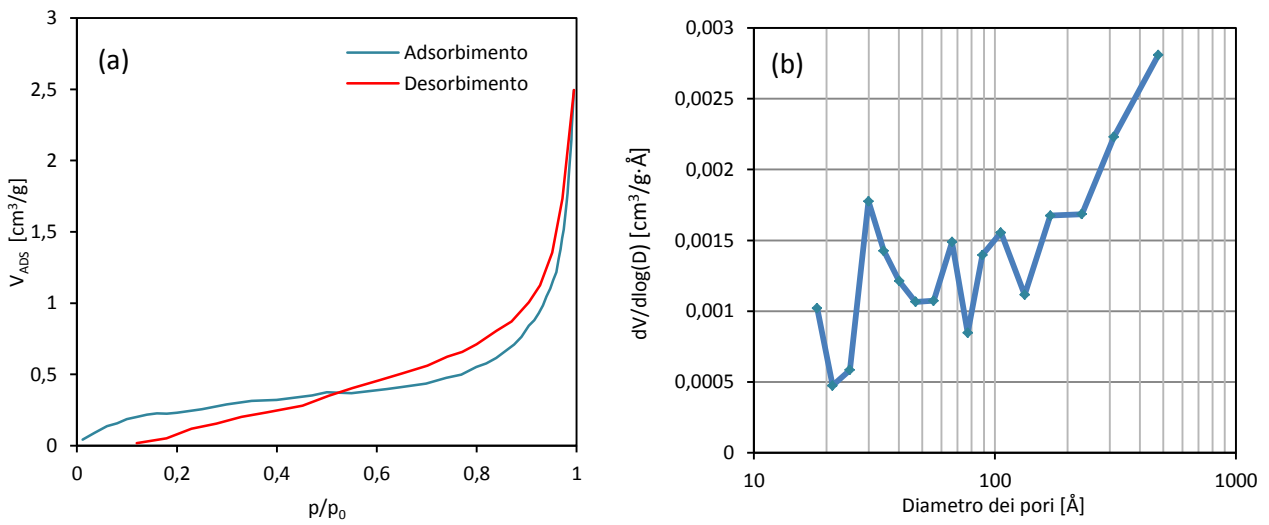 (a)
Adsorbimento
Desorbimento
V_ADS [cm³/g]
3
2,5
2
1,5
1
0,5
0
0 0,2 0,4 0,6 0,8 1
p/p₀
(b)
dV/dlog(D) [cm³/g·Å]
0,003
0,0025
0,002
0,0015
0,001
0,0005
0
10 100 1000
Diametro dei pori [Å]